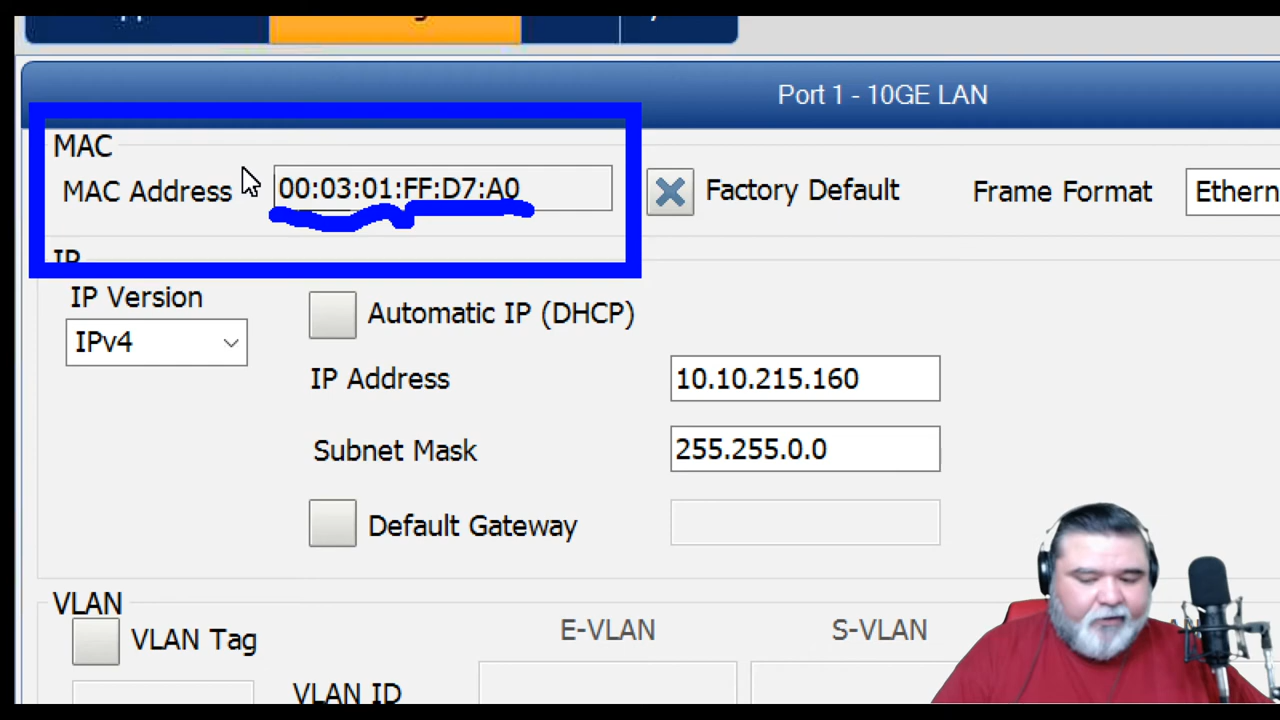 Port 1 - 10GE LAN
MAC
MAC Address 00:03:01:FF:D7:A0 Factory Default Frame Format Ethern
IP
IP Version Automatic IP (DHCP)
IPv4
IP Address 10.10.215.160
Subnet Mask 255.255.0.0
Default Gateway
VLAN
VLAN Tag E-VLAN S-VLAN
VLAN ID